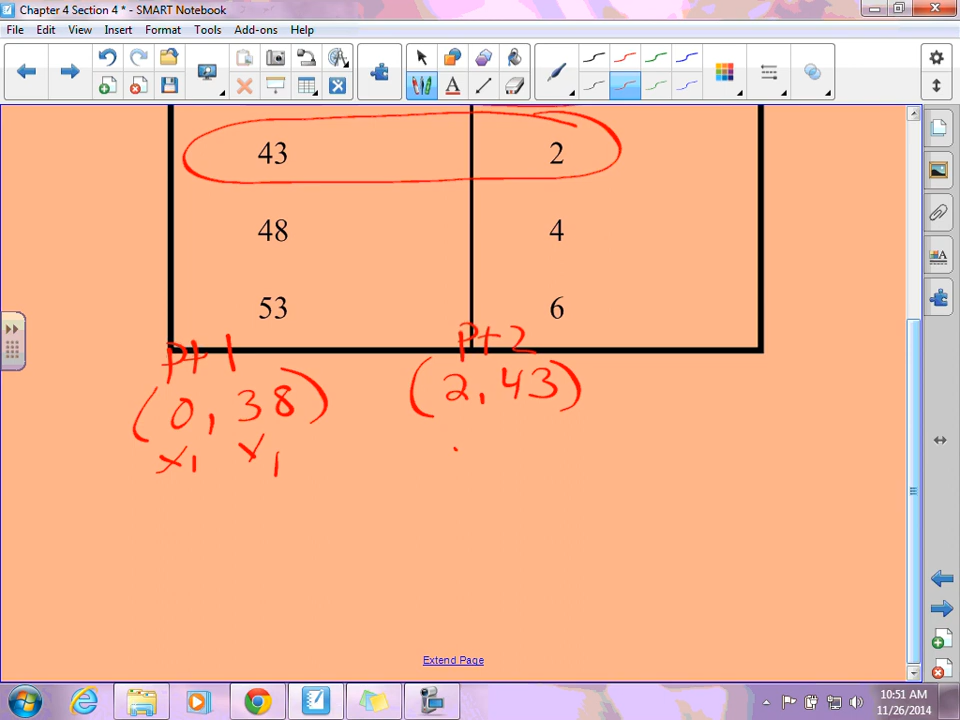 Chapter 4 Section 4 * - SMART Notebook
File Edit View Insert Format Tools Add-ons Help
43 2
48 4
53 6
Pt 1 Pt 2
(0, 38) (2, 43)
x1 y1
Extend Page
10:51 AM
11/26/2014